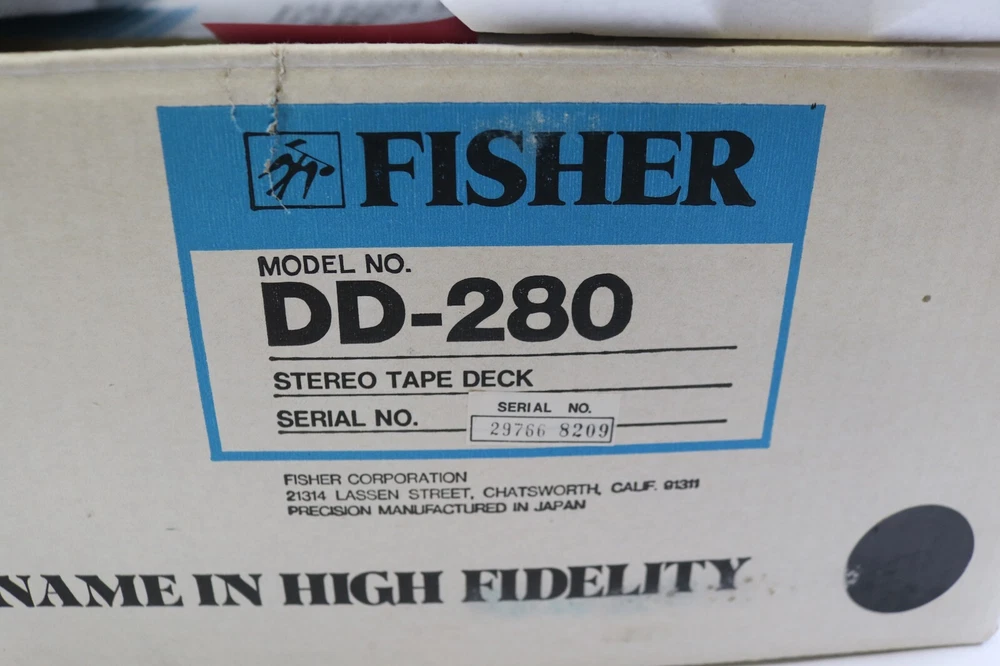 FISHER
MODEL NO.
DD-280
STEREO TAPE DECK
SERIAL NO.
SERIAL NO.
29766 8209
FISHER CORPORATION
21314 LASSEN STREET, CHATSWORTH, CALIF. 91311
PRECISION MANUFACTURED IN JAPAN
NAME IN HIGH FIDELITY